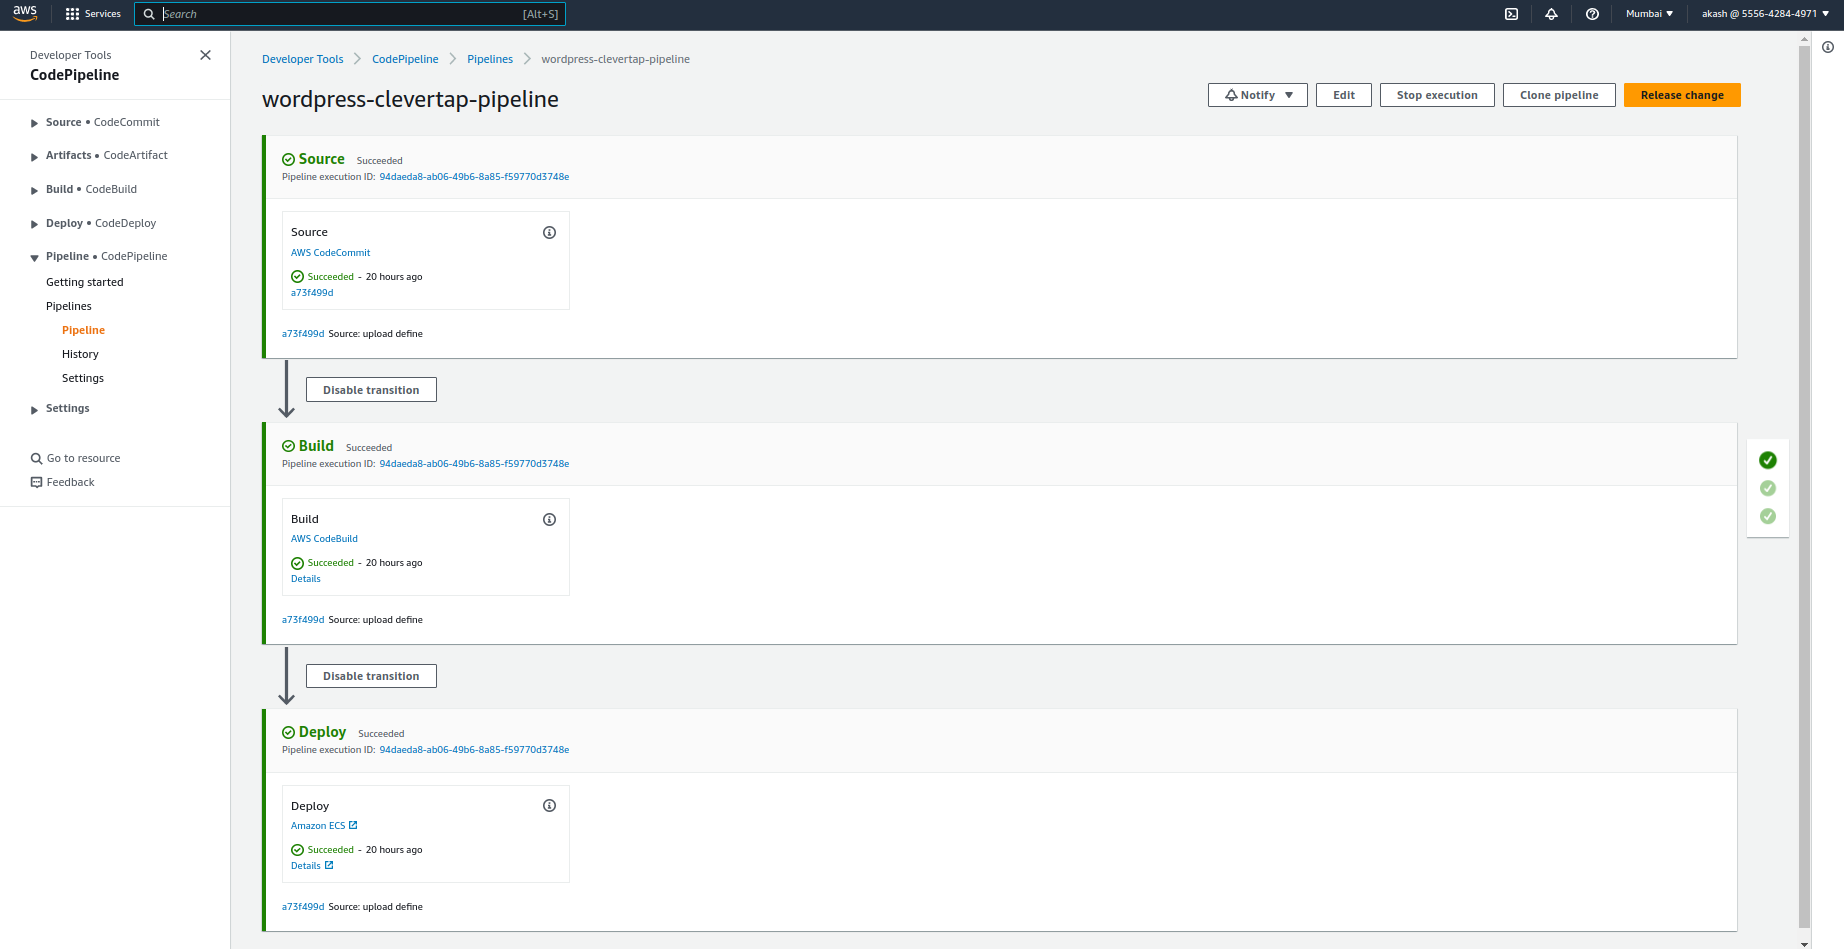 aws
Services
Search
[Alt+S]
Mumbai
akash @ 5556-4284-4971
Developer Tools
CodePipeline
Source • CodeCommit
Artifacts • CodeArtifact
Build • CodeBuild
Deploy • CodeDeploy
Pipeline • CodePipeline
Getting started
Pipelines
Pipeline
History
Settings
Settings
Go to resource
Feedback
Developer Tools
CodePipeline
Pipelines
wordpress-clevertap-pipeline
wordpress-clevertap-pipeline
Notify
Edit
Stop execution
Clone pipeline
Release change
Source Succeeded
Pipeline execution ID: 94daeda8-ab06-49b6-8a85-f59770d3748e
Source
AWS CodeCommit
Succeeded - 20 hours ago
a73f499d
a73f499d Source: upload define
Disable transition
Build Succeeded
Pipeline execution ID: 94daeda8-ab06-49b6-8a85-f59770d3748e
Build
AWS CodeBuild
Succeeded - 20 hours ago
Details
a73f499d Source: upload define
Disable transition
Deploy Succeeded
Pipeline execution ID: 94daeda8-ab06-49b6-8a85-f59770d3748e
Deploy
Amazon ECS
Succeeded - 20 hours ago
Details
a73f499d Source: upload define